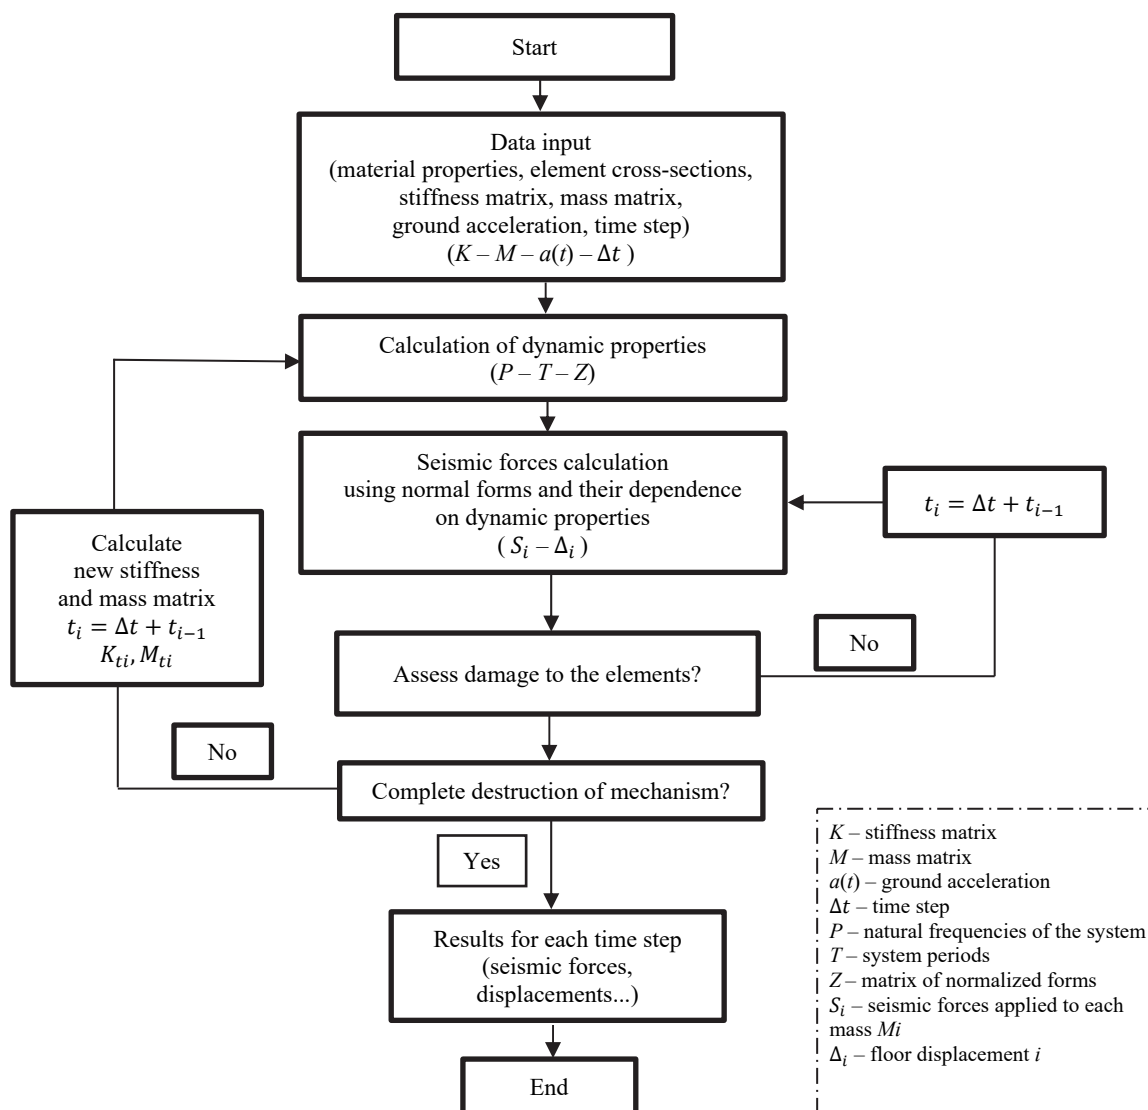 Start
Data input
(material properties, element cross-sections,
stiffness matrix, mass matrix,
ground acceleration, time step)
(K – M – a(t) – Δt )
Calculation of dynamic properties
(P – T – Z)
Seismic forces calculation
using normal forms and their dependence
on dynamic properties
( S_i – Δ_i )
t_i = Δt + t_{i−1}
Calculate
new stiffness
and mass matrix
t_i = Δt + t_{i−1}
K_{ti}, M_{ti}
No
Assess damage to the elements?
No
Complete destruction of mechanism?
Yes
Results for each time step
(seismic forces,
displacements...)
End
K – stiffness matrix
M – mass matrix
a(t) – ground acceleration
Δt – time step
P – natural frequencies of the system
T – system periods
Z – matrix of normalized forms
S_i – seismic forces applied to each
mass Mi
Δ_i – floor displacement i